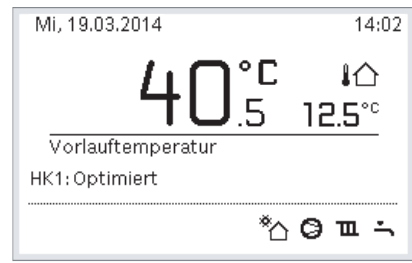 Mi, 19.03.2014 14:02
40.5 °C 12.5°C
Vorlauftemperatur
HK1: Optimiert